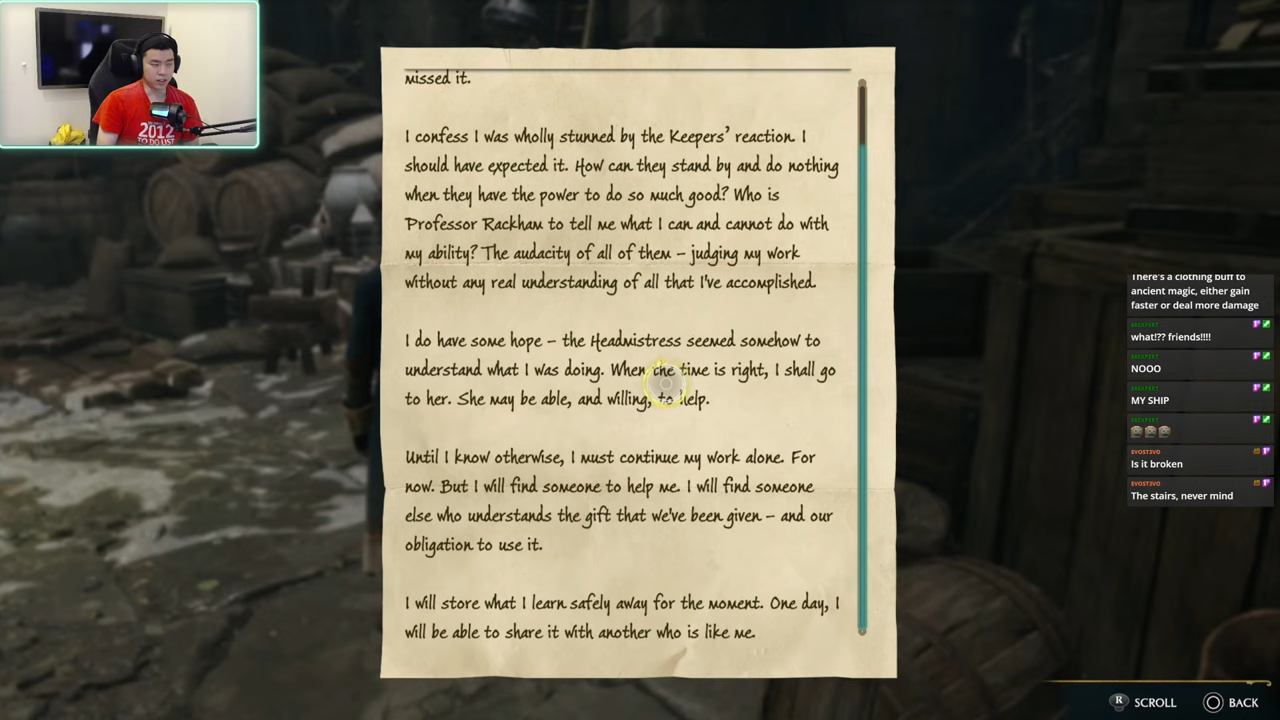 missed it.
I confess I was wholly stunned by the Keepers' reaction. I
should have expected it. How can they stand by and do nothing
when they have the power to do so much good? Who is
Professor Rackham to tell me what I can and cannot do with
my ability? The audacity of all of them – judging my work
without any real understanding of all that I've accomplished.
I do have some hope – the Headmistress seemed somehow to
understand what I was doing. When the time is right, I shall go
to her. She may be able, and willing, to help.
Until I know otherwise, I must continue my work alone. For
now. But I will find someone to help me. I will find someone
else who understands the gift that we've been given – and our
obligation to use it.
I will store what I learn safely away for the moment. One day, I
will be able to share it with another who is like me.
2012
TO DO LIST
There's a clothing buff to
ancient magic, either gain
faster or deal more damage
what!?? friends!!!!
NOOO
MY SHIP
EVOST3VO
Is it broken
EVOST3VO
The stairs, never mind
R SCROLL
BACK